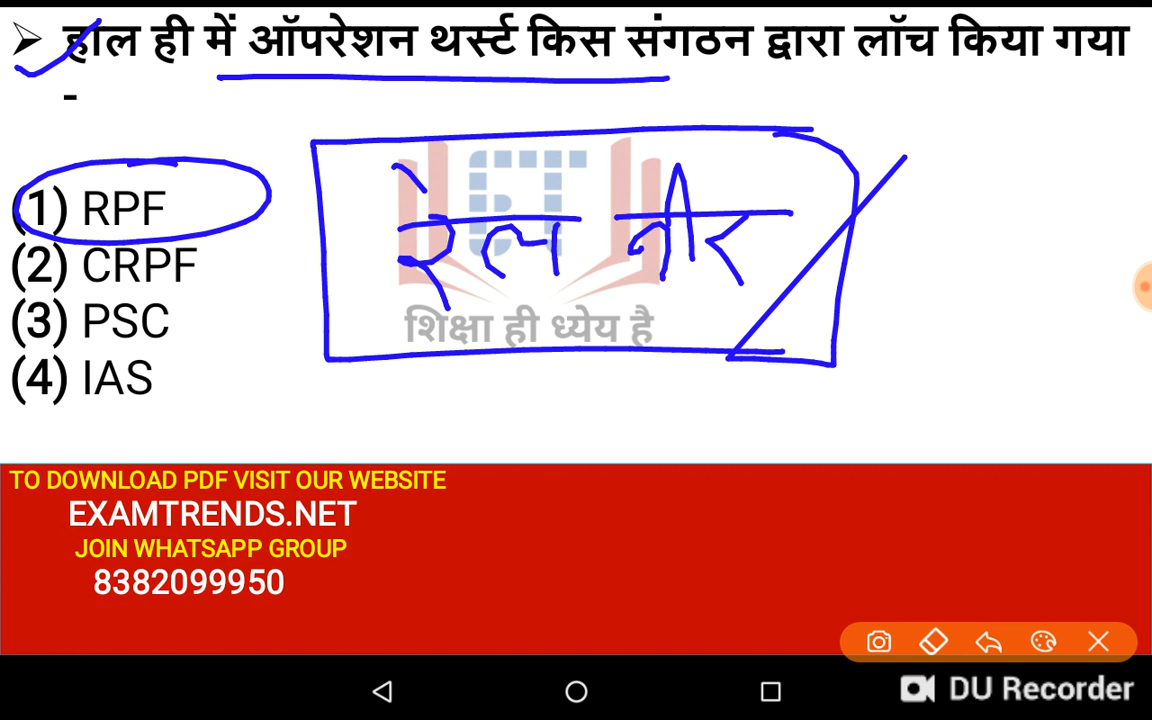 ➢ हाल ही में ऑपरेशन थर्स्ट किस संगठन द्वारा लॉच किया गया
-
(1) RPF
(2) CRPF
(3) PSC
(4) IAS
रेल नीर
ET
शिक्षा ही ध्येय है
TO DOWNLOAD PDF VISIT OUR WEBSITE
EXAMTRENDS.NET
JOIN WHATSAPP GROUP
8382099950
DU Recorder